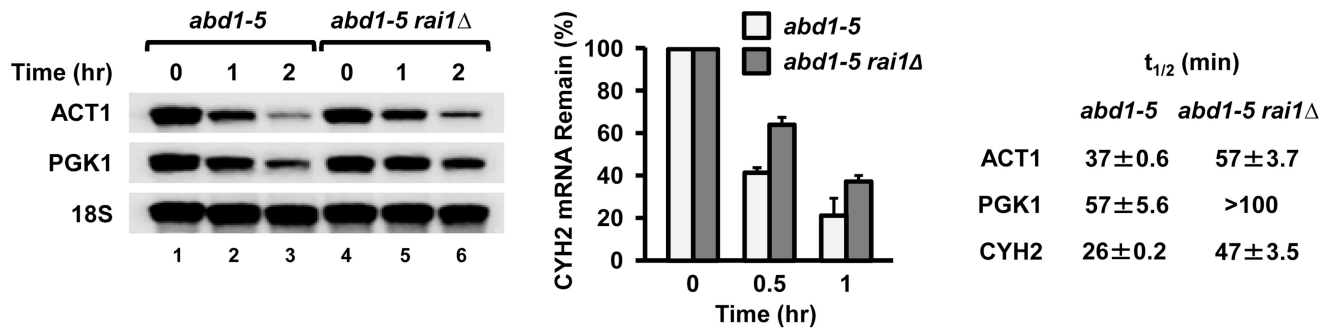 abd1-5 abd1-5 rai1Δ
Time (hr) 0 1 2 0 1 2
ACT1
PGK1
18S
1 2 3 4 5 6
CYH2 mRNA Remain (%)
abd1-5
abd1-5 rai1Δ
100
80
60
40
20
0
0 0.5 1
Time (hr)
t1/2 (min)
abd1-5 abd1-5 rai1Δ
ACT1 37±0.6 57±3.7
PGK1 57±5.6 >100
CYH2 26±0.2 47±3.5